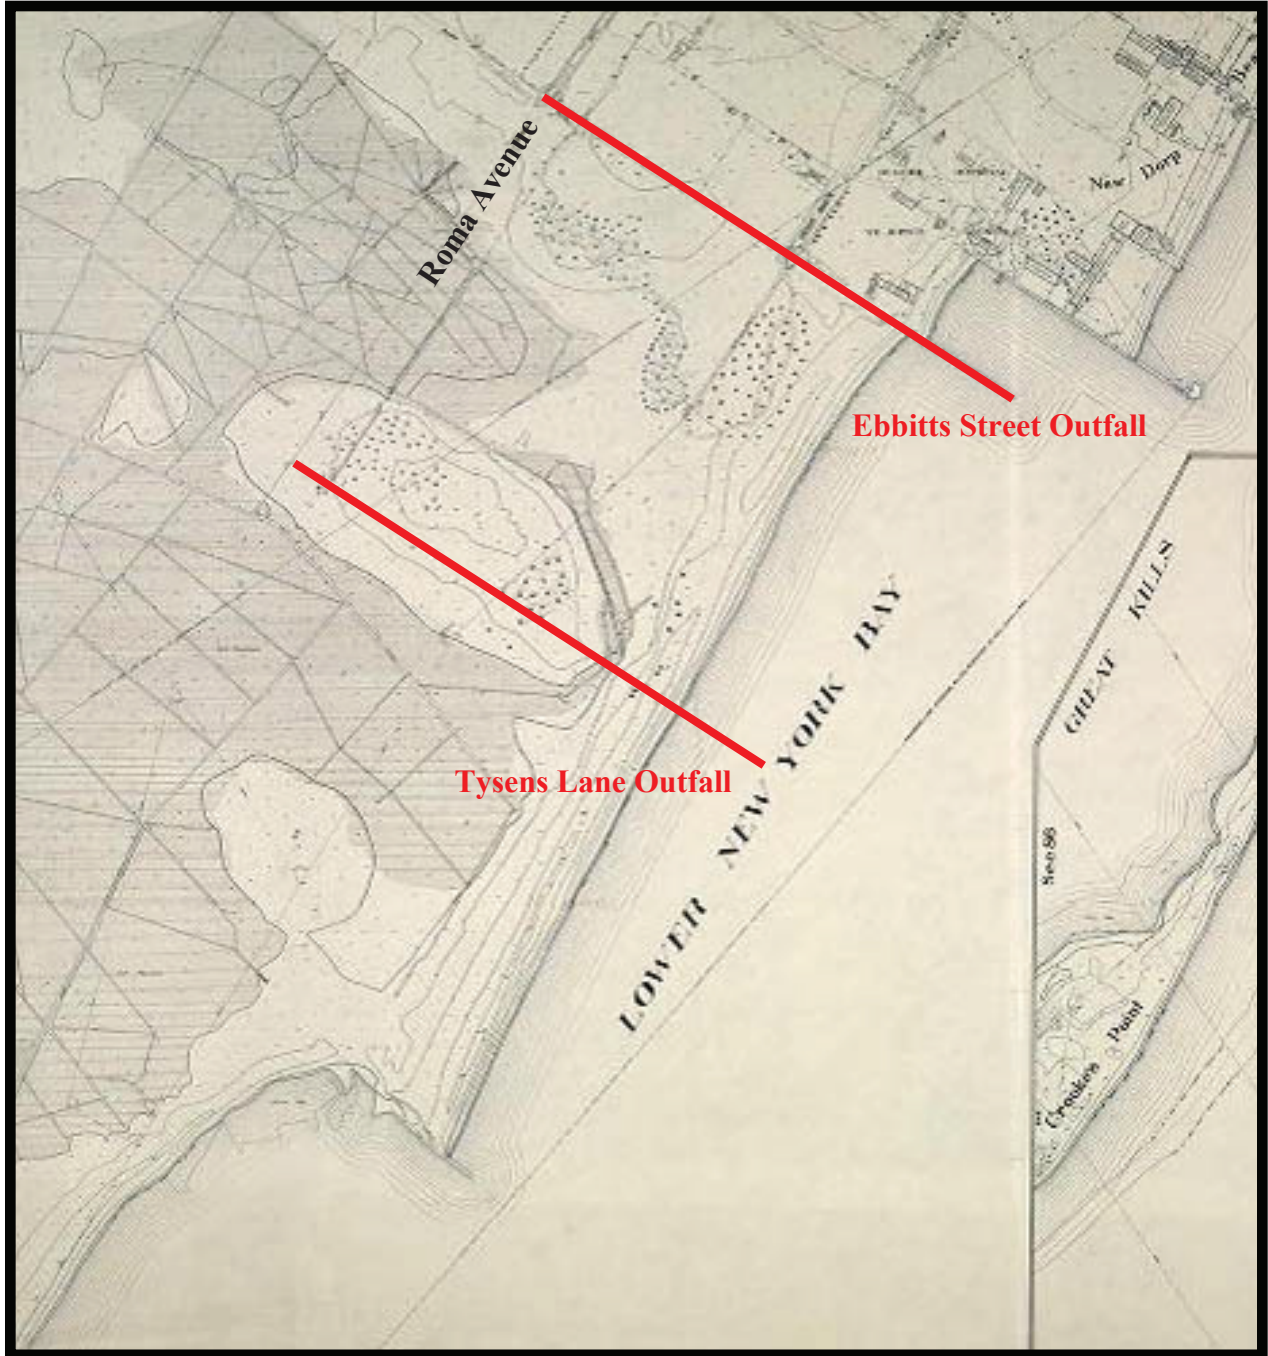 Roma Avenue
New Dorp
Ebbitts Street Outfall
GREAT KILLS
LOWER NEW YORK BAY
Tysens Lane Outfall
See 86
Crookes Point